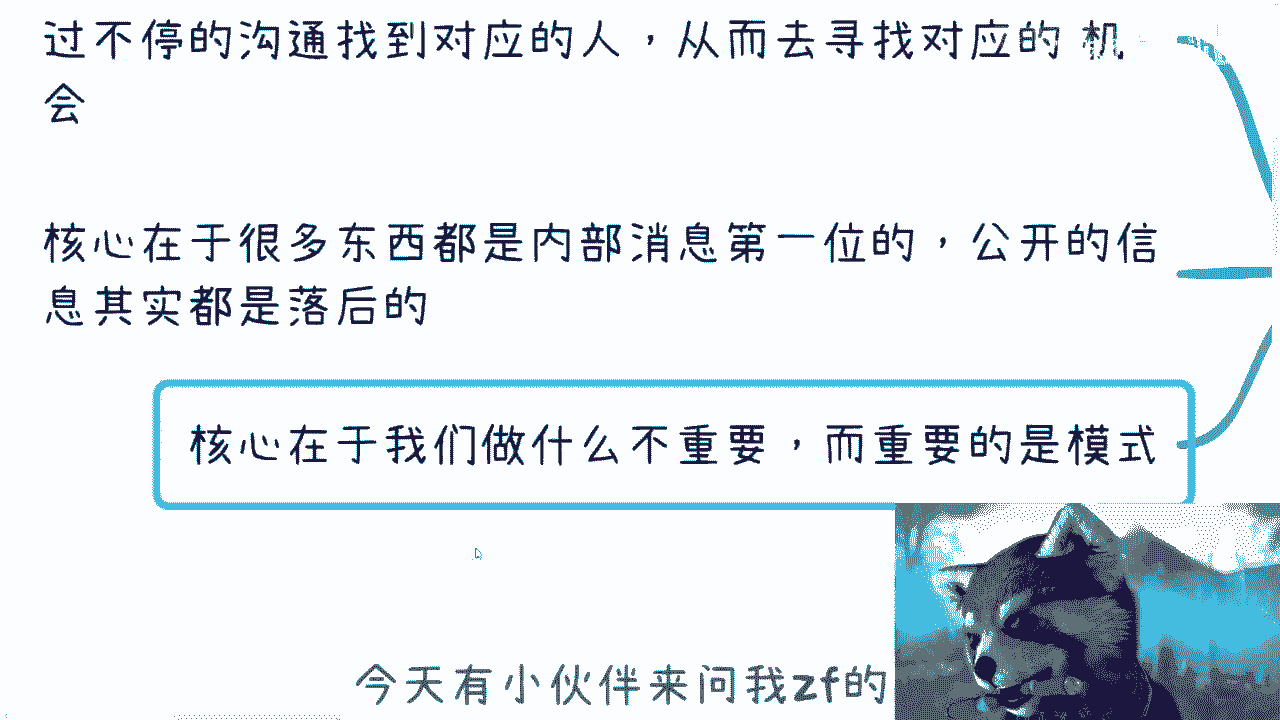 过不停的沟通找到对应的人，从而去寻找对应的 机
会
核心在于很多东西都是内部消息第一位的，公开的信
息其实都是落后的
核心在于我们做什么不重要，而重要的是模式
今天有小伙伴来问我zf的